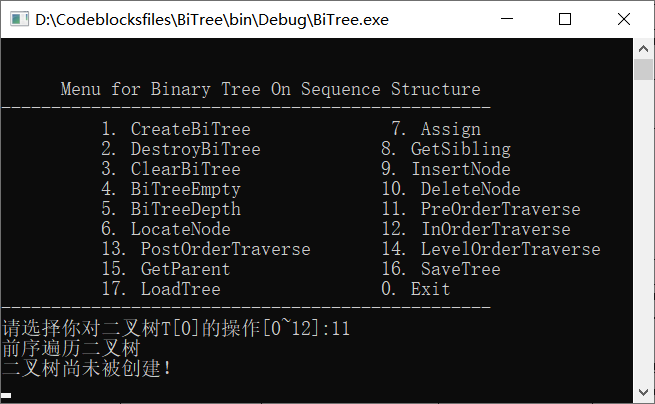 D:\Codeblocksfiles\BiTree\bin\Debug\BiTree.exe
Menu for Binary Tree On Sequence Structure
-------------------------------------------------
1. CreateBiTree 7. Assign
2. DestroyBiTree 8. GetSibling
3. ClearBiTree 9. InsertNode
4. BiTreeEmpty 10. DeleteNode
5. BiTreeDepth 11. PreOrderTraverse
6. LocateNode 12. InOrderTraverse
13. PostOrderTraverse 14. LevelOrderTraverse
15. GetParent 16. SaveTree
17. LoadTree 0. Exit
-------------------------------------------------
请选择你对二叉树T[0]的操作[0~12]:11
前序遍历二叉树
二叉树尚未被创建!